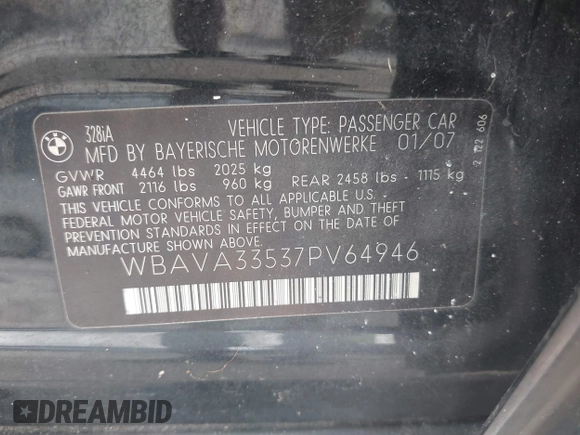 BMW
328iA
VEHICLE TYPE: PASSENGER CAR
MFD BY BAYERISCHE MOTORENWERKE 01/07
GVWR 4464 lbs 2025 kg
GAWR FRONT 2116 lbs 960 kg REAR 2458 lbs - 1115 kg
THIS VEHICLE CONFORMS TO ALL APPLICABLE
FEDERAL MOTOR VEHICLE SAFETY, BUMPER AND THEFT
PREVENTION STANDARDS IN EFFECT ON THE DATE OF
MANUFACTURE SHOWN ABOVE.
WBAVA33537PV64946
606
DREAMBID